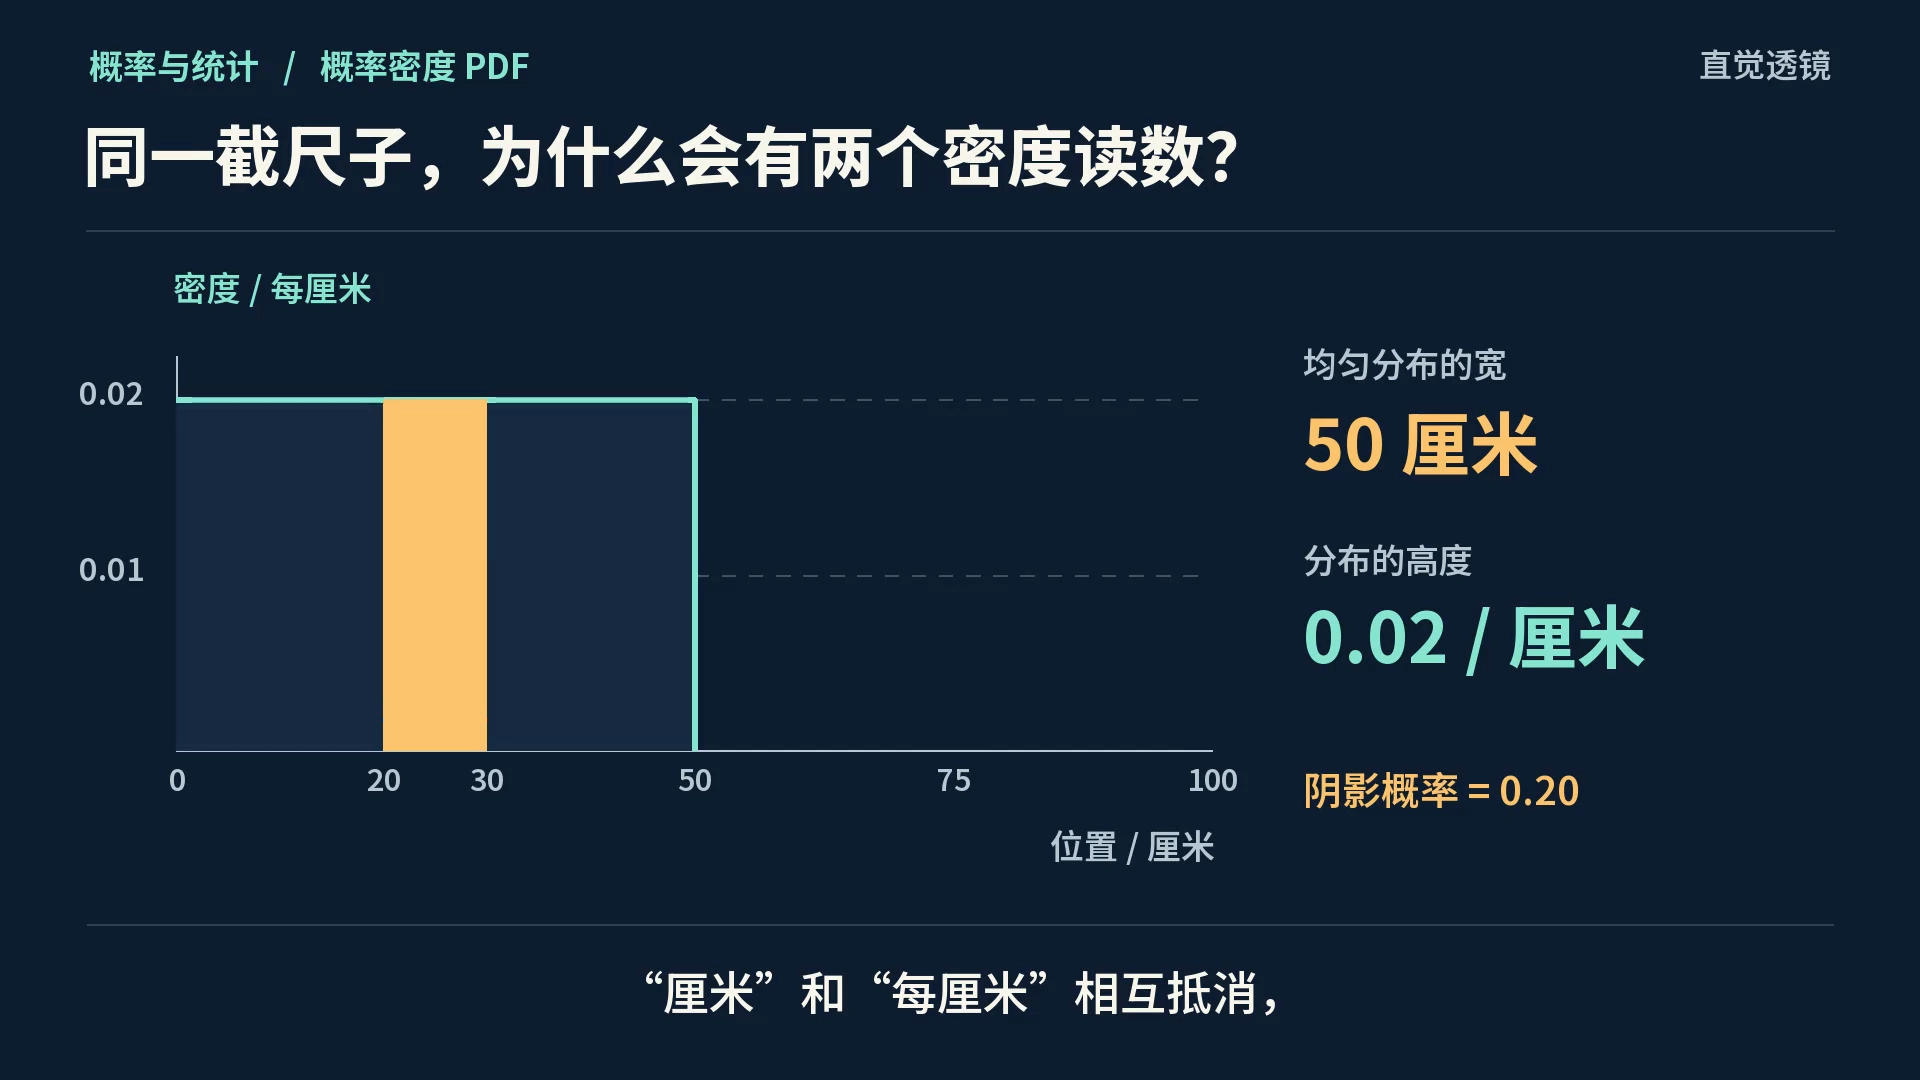 概率与统计 / 概率密度 PDF
直觉透镜
同一截尺子，为什么会有两个密度读数？
密度 / 每厘米
0.02
0.01
0
20
30
50
75
100
位置 / 厘米
均匀分布的宽
50 厘米
分布的高度
0.02 / 厘米
阴影概率 = 0.20
“厘米”和“每厘米”相互抵消，